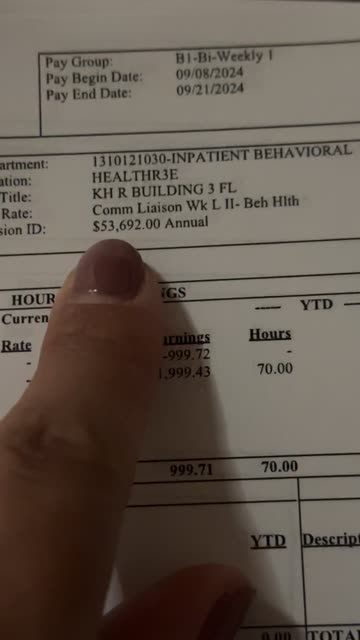 Pay Group: B1-Bi-Weekly 1
Pay Begin Date: 09/08/2024
Pay End Date: 09/21/2024
artment: 1310121030-INPATIENT BEHAVIORAL
ation: HEALTHR3E
Title: KH R BUILDING 3 FL
Rate: Comm Liaison Wk L II- Beh Hlth
sion ID: $53,692.00 Annual
HOUR NGS
Curren YTD
Rate arnings Hours
- -999.72 -
- 1,999.43 70.00
999.71 70.00
YTD Descript
0.00 TOTA